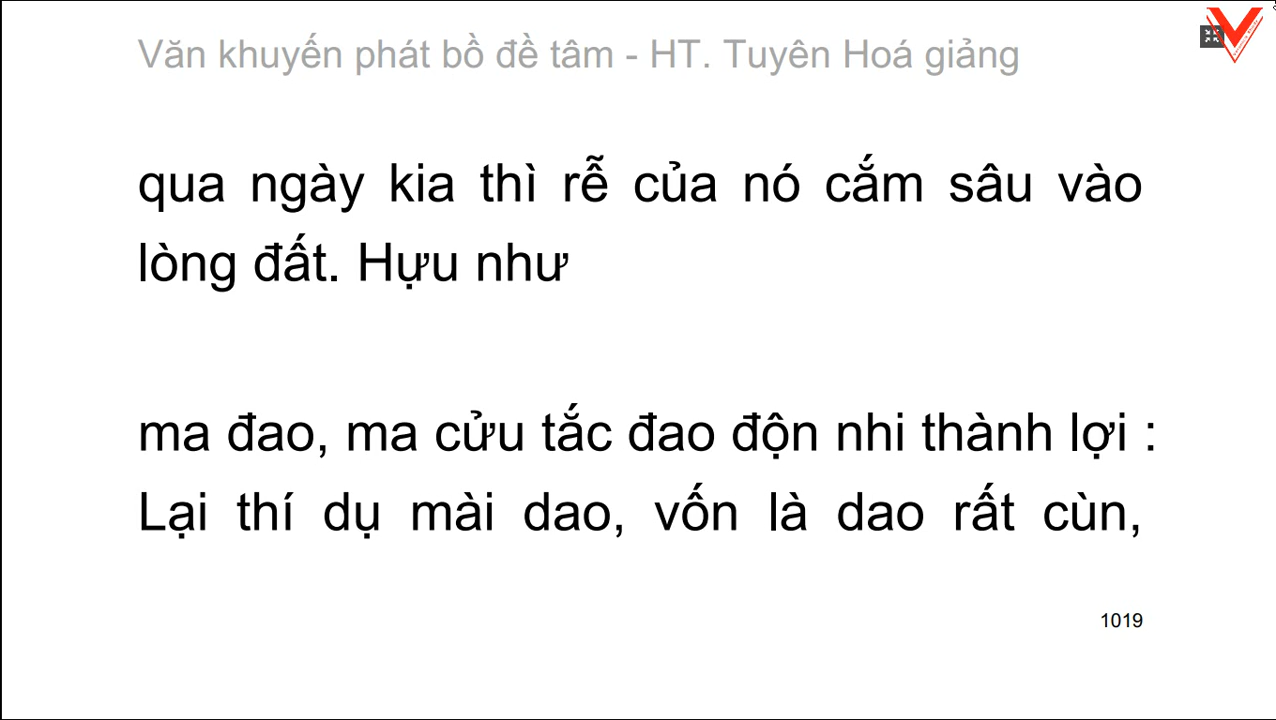 Văn khuyến phát bồ đề tâm - HT. Tuyên Hoá giảng
qua ngày kia thì rễ của nó cắm sâu vào
lòng đất. Hựu như
ma đao, ma cửu tắc đao độn nhi thành lợi :
Lại thí dụ mài dao, vốn là dao rất cùn,
1019